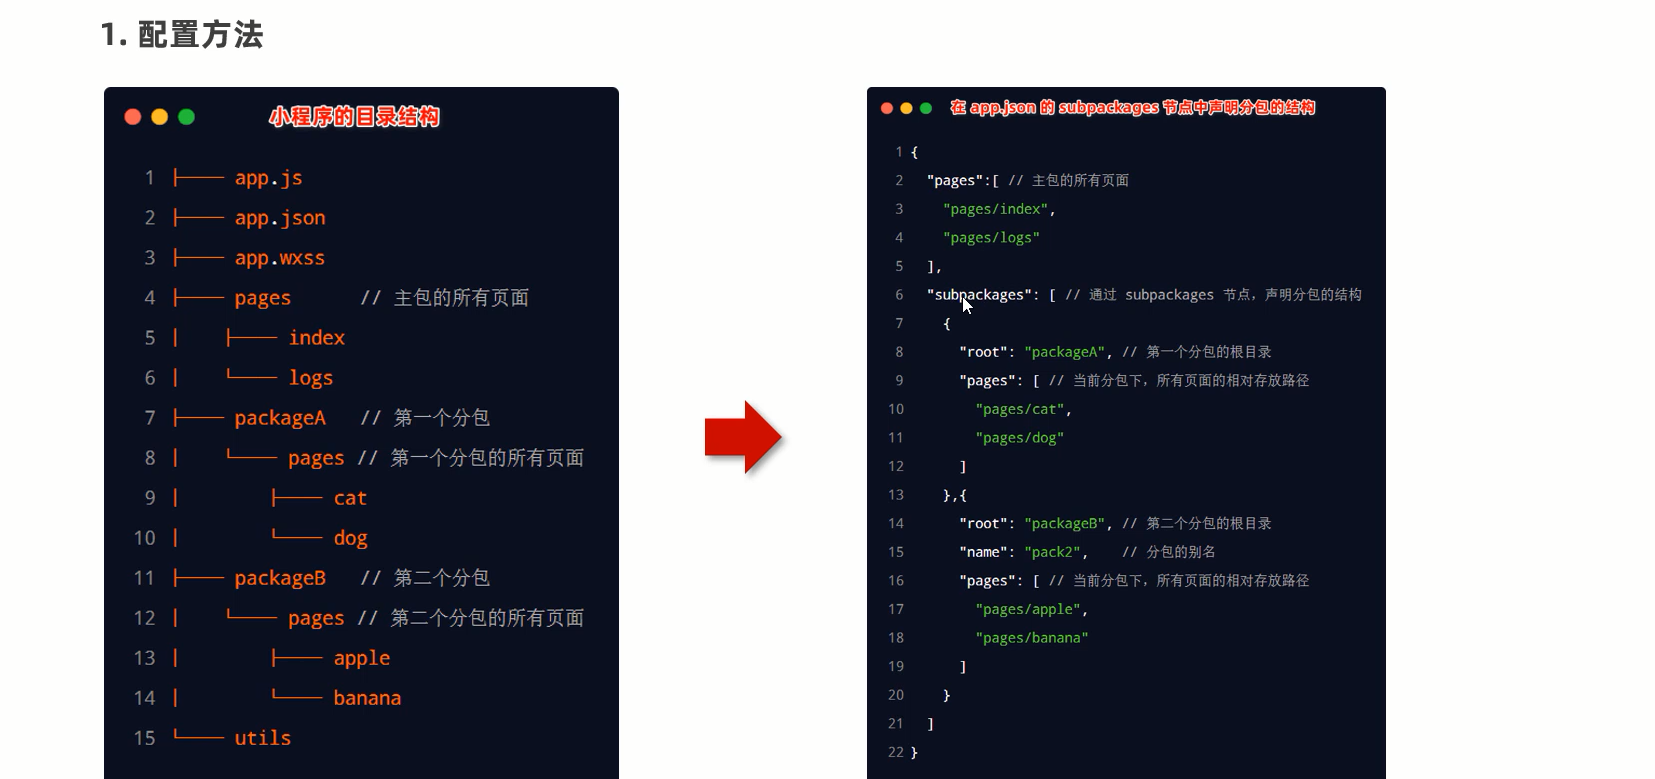 1. 配置方法
小程序的目录结构
1 ├── app.js
2 ├── app.json
3 ├── app.wxss
4 ├── pages // 主包的所有页面
5 │ ├── index
6 │ └── logs
7 ├── packageA // 第一个分包
8 │ └── pages // 第一个分包的所有页面
9 │ ├── cat
10 │ └── dog
11 ├── packageB // 第二个分包
12 │ └── pages // 第二个分包的所有页面
13 │ ├── apple
14 │ └── banana
15 └── utils
在 app.json 的 subpackages 节点中声明分包的结构
1 {
2 "pages":[ // 主包的所有页面
3 "pages/index",
4 "pages/logs"
5 ],
6 "subpackages": [ // 通过 subpackages 节点，声明分包的结构
7 {
8 "root": "packageA", // 第一个分包的根目录
9 "pages": [ // 当前分包下，所有页面的相对存放路径
10 "pages/cat",
11 "pages/dog"
12 ]
13 },{
14 "root": "packageB", // 第二个分包的根目录
15 "name": "pack2", // 分包的别名
16 "pages": [ // 当前分包下，所有页面的相对存放路径
17 "pages/apple",
18 "pages/banana"
19 ]
20 }
21 ]
22 }